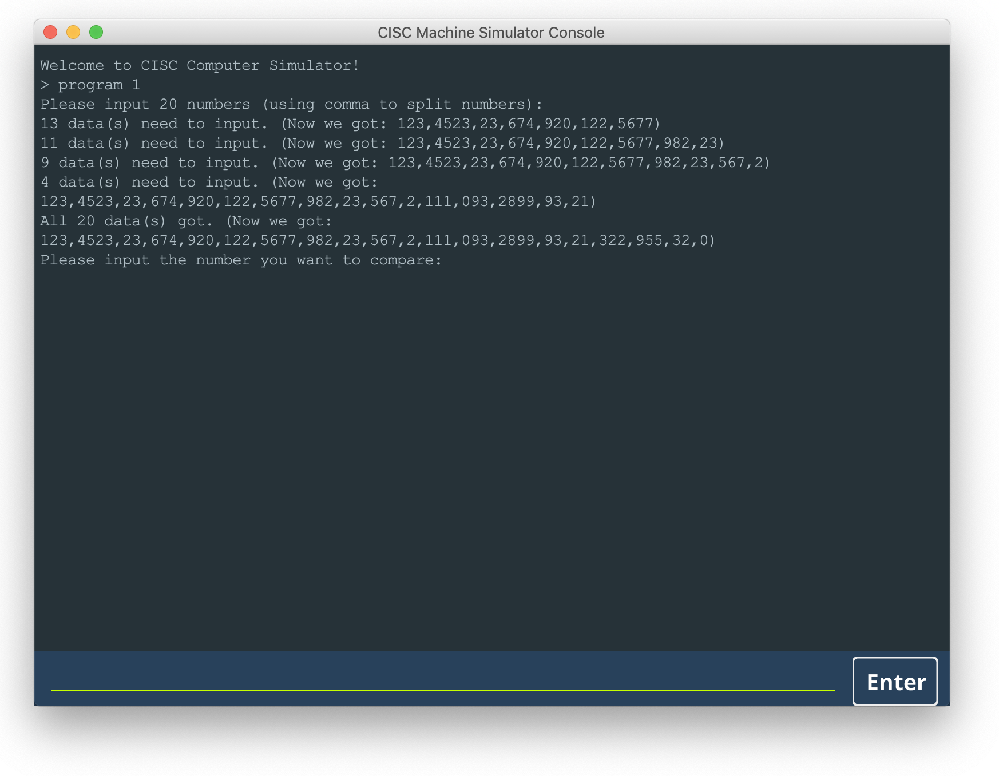 CISC Machine Simulator Console
Welcome to CISC Computer Simulator!
> program 1
Please input 20 numbers (using comma to split numbers):
13 data(s) need to input. (Now we got: 123,4523,23,674,920,122,5677)
11 data(s) need to input. (Now we got: 123,4523,23,674,920,122,5677,982,23)
9 data(s) need to input. (Now we got: 123,4523,23,674,920,122,5677,982,23,567,2)
4 data(s) need to input. (Now we got:
123,4523,23,674,920,122,5677,982,23,567,2,111,093,2899,93,21)
All 20 data(s) got. (Now we got:
123,4523,23,674,920,122,5677,982,23,567,2,111,093,2899,93,21,322,955,32,0)
Please input the number you want to compare:
Enter